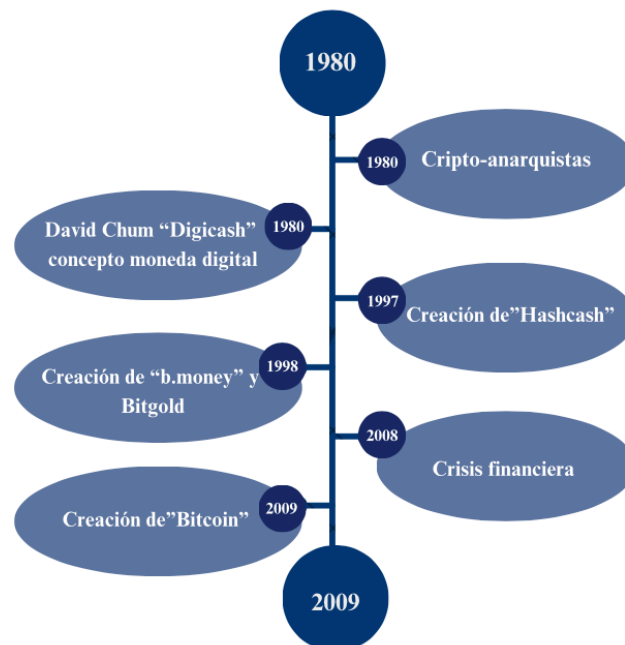 1980
1980
Cripto-anarquistas
1980
David Chum “Digicash”
concepto moneda digital
1997
Creación de”Hashcash”
1998
Creación de “b.money” y
Bitgold
2008
Crisis financiera
2009
Creación de”Bitcoin”
2009